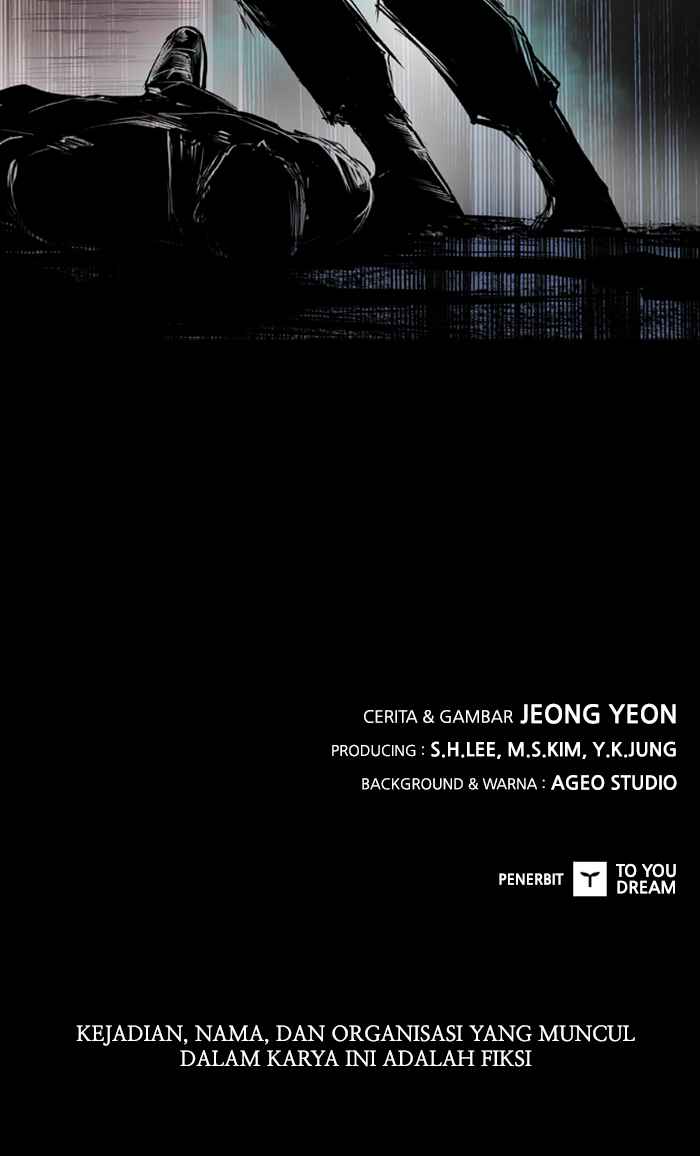 CERITA & GAMBAR JEONG YEON
PRODUCING : S.H.LEE, M.S.KIM, Y.K.JUNG
BACKGROUND & WARNA : AGEO STUDIO
PENERBIT TO YOU
DREAM
KEJADIAN, NAMA, DAN ORGANISASI YANG MUNCUL
DALAM KARYA INI ADALAH FIKSI